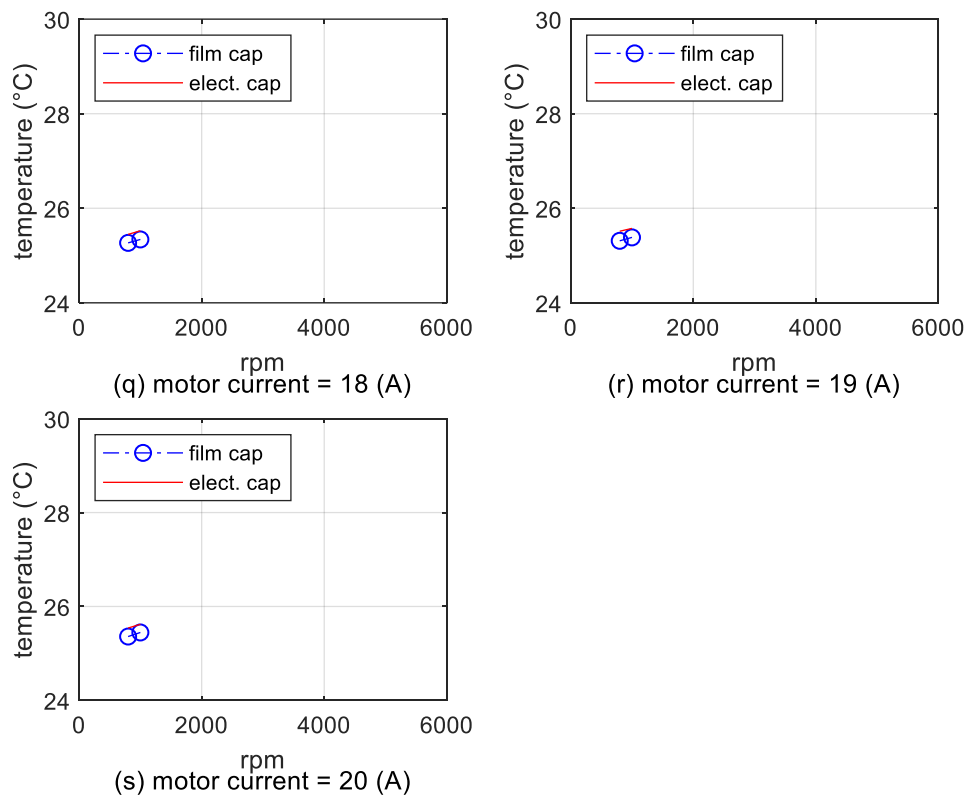 30
28
26
24
temperature (°C)
film cap
elect. cap
0 2000 4000 6000
rpm
(q) motor current = 18 (A)
30
28
26
24
temperature (°C)
film cap
elect. cap
0 2000 4000 6000
rpm
(r) motor current = 19 (A)
30
28
26
24
temperature (°C)
film cap
elect. cap
0 2000 4000 6000
rpm
(s) motor current = 20 (A)